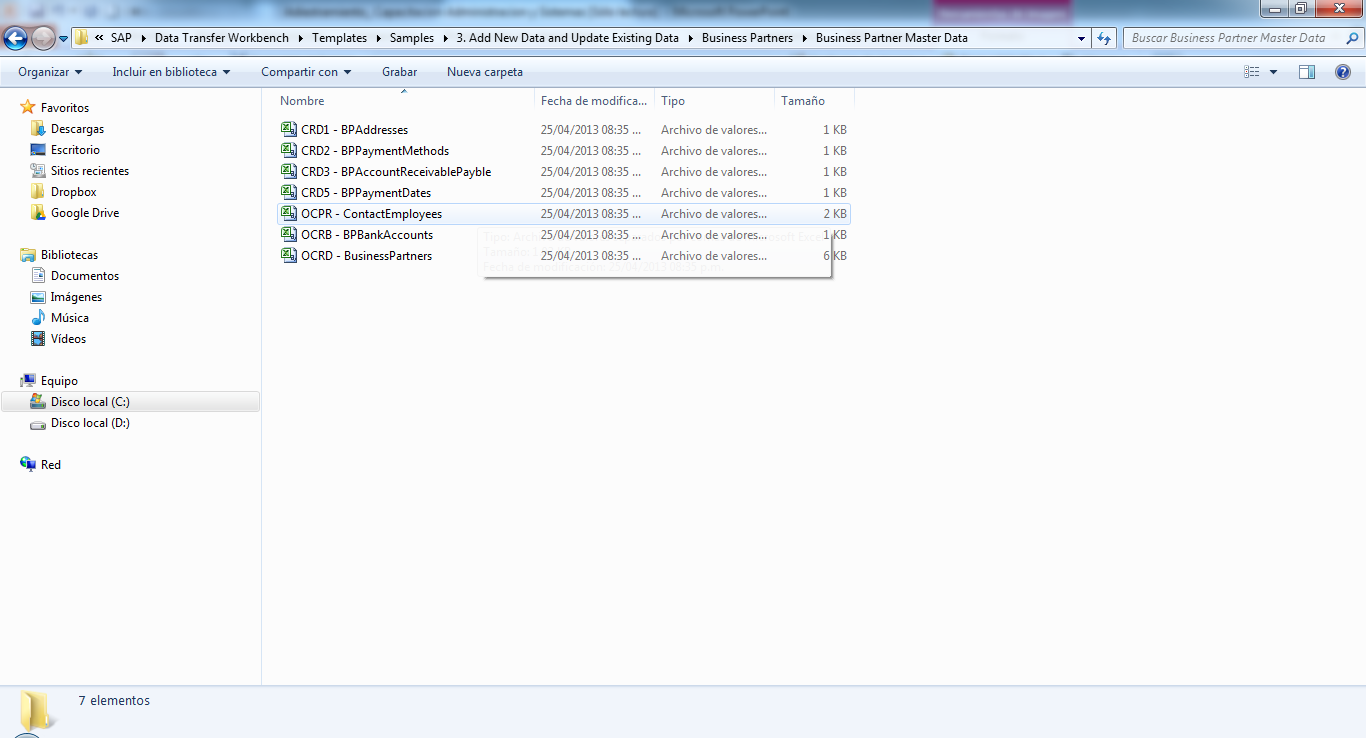 « SAP ▸ Data Transfer Workbench ▸ Templates ▸ Samples ▸ 3. Add New Data and Update Existing Data ▸ Business Partners ▸ Business Partner Master Data
Buscar Business Partner Master Data
Organizar Incluir en biblioteca Compartir con Grabar Nueva carpeta
Favoritos
Descargas
Escritorio
Sitios recientes
Dropbox
Google Drive
Bibliotecas
Documentos
Imágenes
Música
Vídeos
Equipo
Disco local (C:)
Disco local (D:)
Red
Nombre Fecha de modifica... Tipo Tamaño
CRD1 - BPAddresses 25/04/2013 08:35 ... Archivo de valores... 1 KB
CRD2 - BPPaymentMethods 25/04/2013 08:35 ... Archivo de valores... 1 KB
CRD3 - BPAccountReceivablePayble 25/04/2013 08:35 ... Archivo de valores... 1 KB
CRD5 - BPPaymentDates 25/04/2013 08:35 ... Archivo de valores... 1 KB
OCPR - ContactEmployees 25/04/2013 08:35 ... Archivo de valores... 2 KB
OCRB - BPBankAccounts 25/04/2013 08:35 ... Archivo de valores... 1 KB
OCRD - BusinessPartners 25/04/2013 08:35 ... Archivo de valores... 6 KB
7 elementos